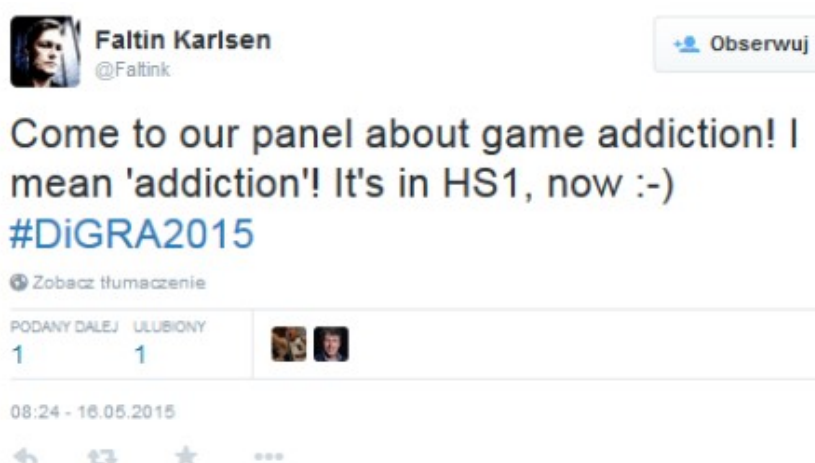 Faltin Karlsen
@Faltink
Obserwuj
Come to our panel about game addiction! I
mean 'addiction'! It's in HS1, now :-)
#DiGRA2015
Zobacz tłumaczenie
PODANY DALEJ ULUBIONY
1 1
08:24 - 16.05.2015